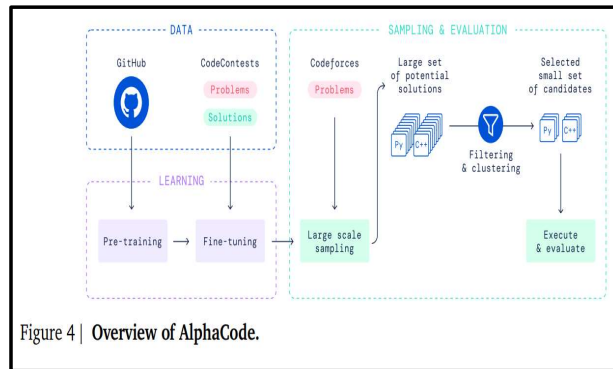 DATA
GitHub
CodeContests
Problems
Solutions
LEARNING
Pre-training
Fine-tuning
SAMPLING & EVALUATION
Codeforces
Problems
Large set
of potential
solutions
Selected
small set
of candidates
Py
C++
Py
C++
Filtering
& clustering
Large scale
sampling
Execute
& evaluate
Figure 4 | Overview of AlphaCode.